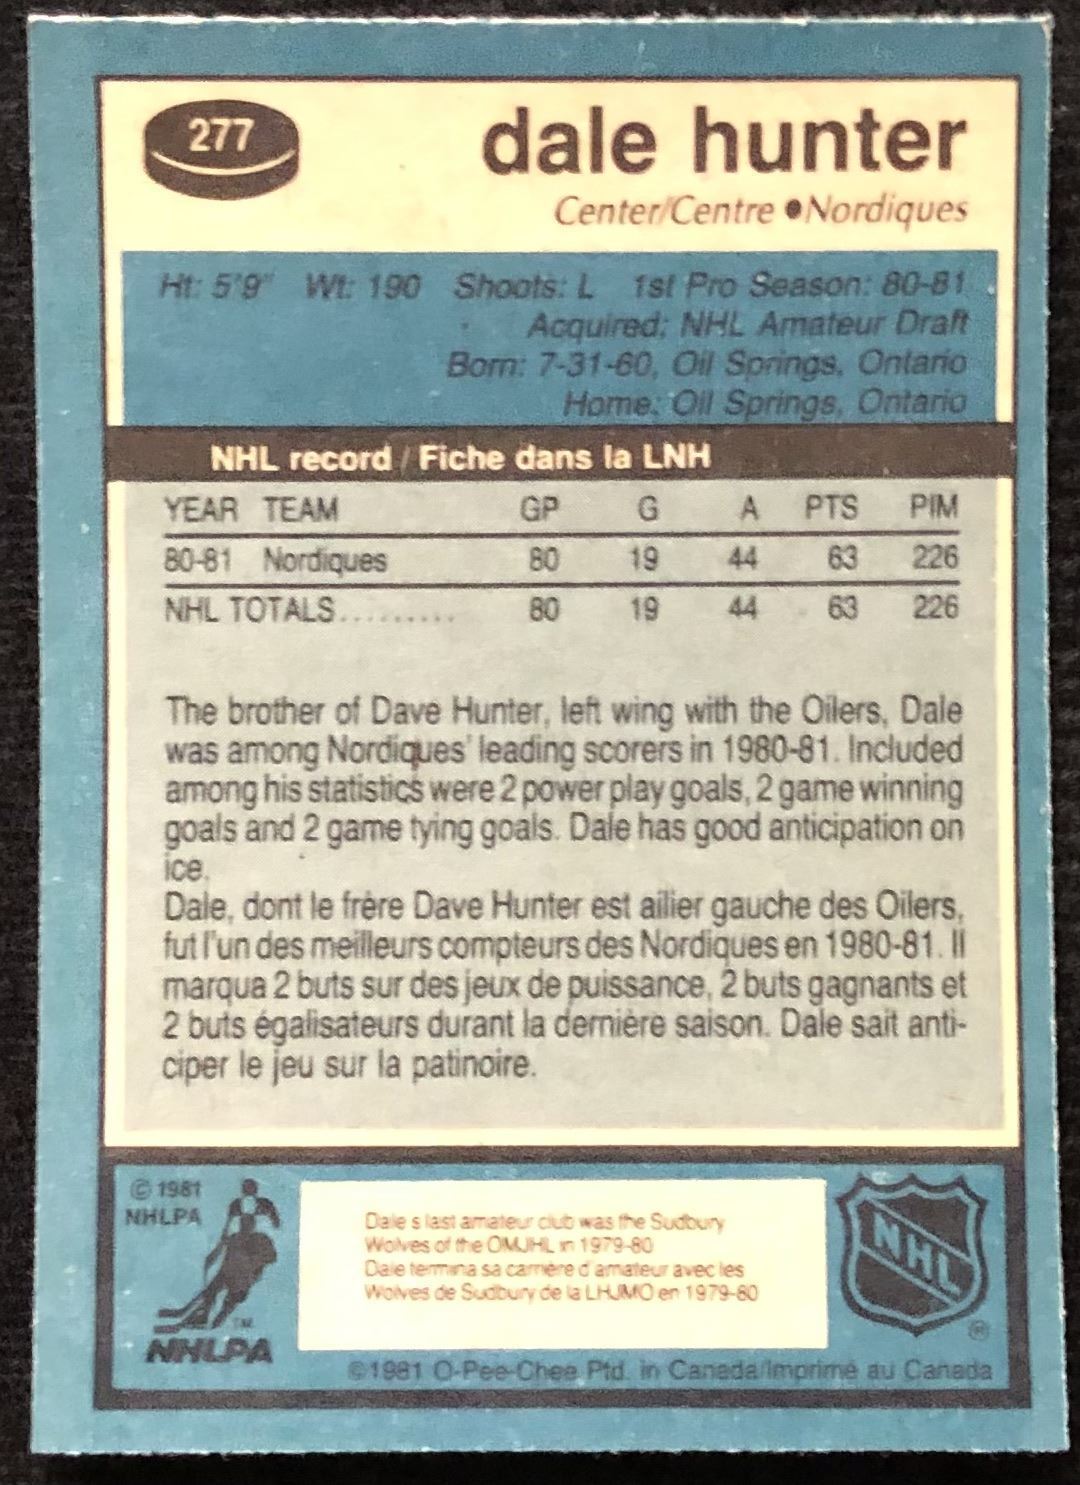 277
dale hunter
Center/Centre ●Nordiques
Ht: 5'9" Wt: 190 Shoots: L 1st Pro Season: 80-81
Acquired: NHL Amateur Draft
Born: 7-31-60, Oil Springs, Ontario
Home: Oil Springs, Ontario
NHL record / Fiche dans la LNH
YEAR TEAM GP G A PTS PIM
80-81 Nordiques 80 19 44 63 226
NHL TOTALS......... 80 19 44 63 226
The brother of Dave Hunter, left wing with the Oilers, Dale
was among Nordiques' leading scorers in 1980-81. Included
among his statistics were 2 power play goals, 2 game winning
goals and 2 game tying goals. Dale has good anticipation on
ice.
Dale, dont le frère Dave Hunter est ailier gauche des Oilers,
fut l'un des meilleurs compteurs des Nordiques en 1980-81. Il
marqua 2 buts sur des jeux de puissance, 2 buts gagnants et
2 buts égalisateurs durant la dernière saison. Dale sait anti-
ciper le jeu sur la patinoire.
© 1981
NHLPA
TM
NHLPA
Dale s last amateur club was the Sudbury
Wolves of the OMJHL in 1979-80
Dale termina sa carrière d'amateur avec les
Wolves de Sudbury de la LHJMO en 1979-80
NHL
®
©1981 O-Pee-Chee Ptd. in Canada/Imprimé au Canada